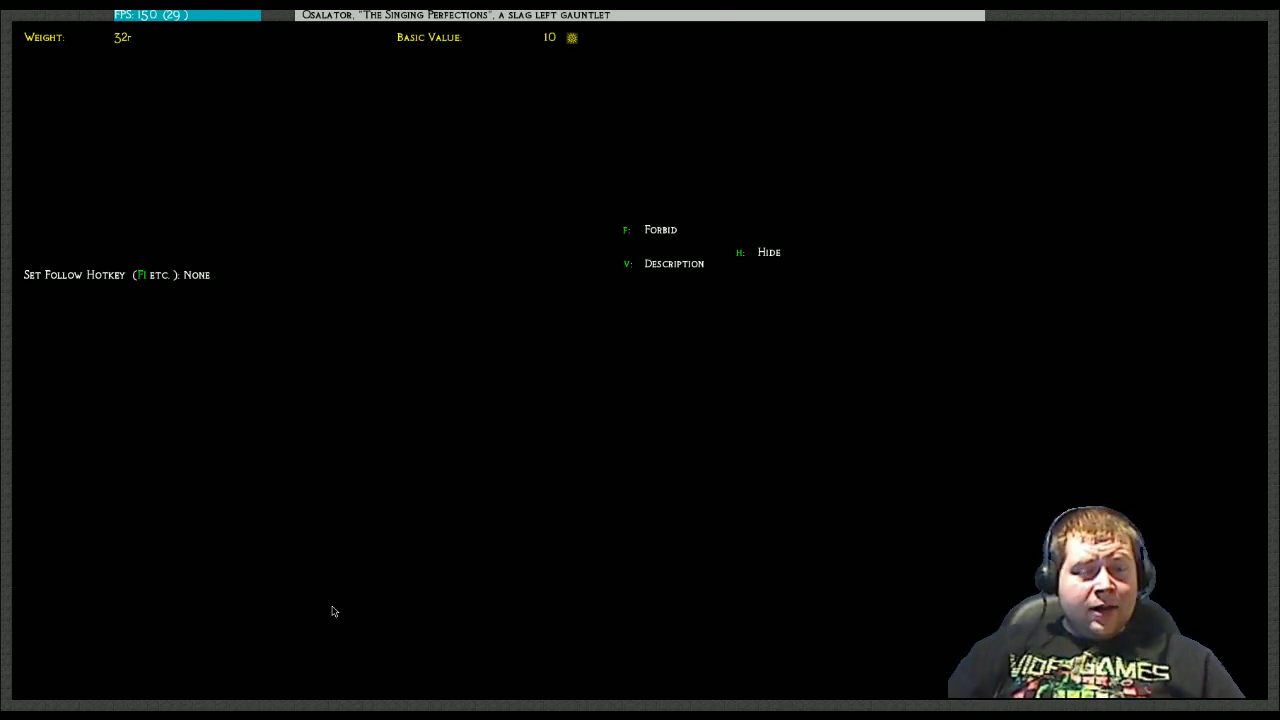 FPS: 150 (29 ) Osalator, "The Singing Perfections", a slag left gauntlet
Weight: 32Γ Basic Value: 10
F: Forbid
H: Hide
V: Description
Set Follow Hotkey (F1 etc. ): None
VIDEO GAMES